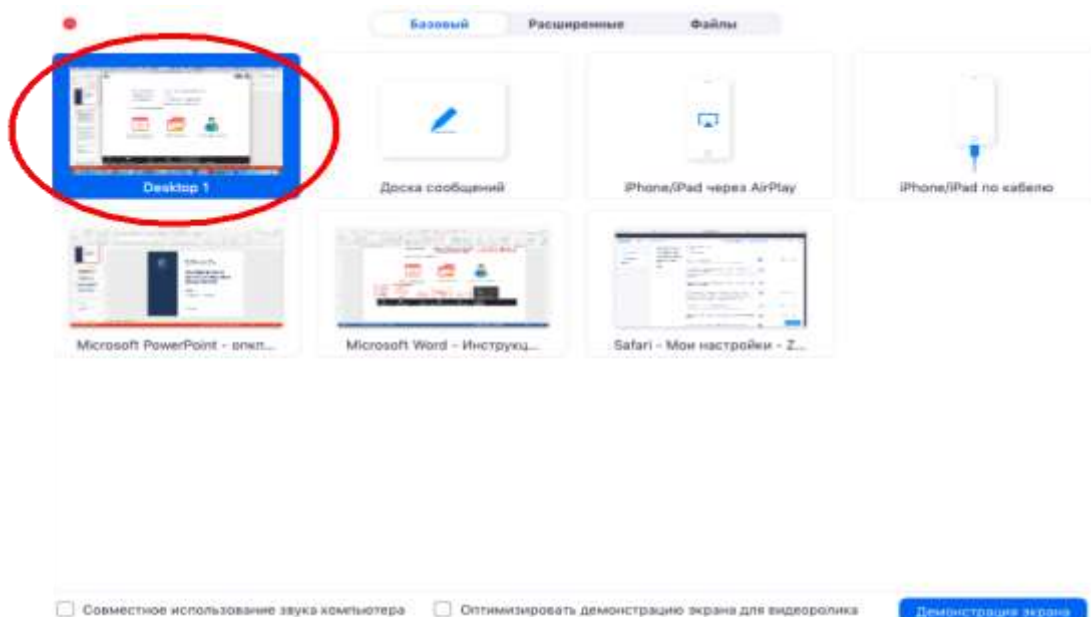 Базовый Расширенные Файлы
Desktop 1 Доска сообщений iPhone/iPad через AirPlay iPhone/iPad по кабелю
Microsoft PowerPoint - Microsoft Word - Инструкц... Safari - Мои настройки - Z...
Совместное использование звука компьютера Оптимизировать демонстрацию экрана для видеоролика Демонстрация экрана